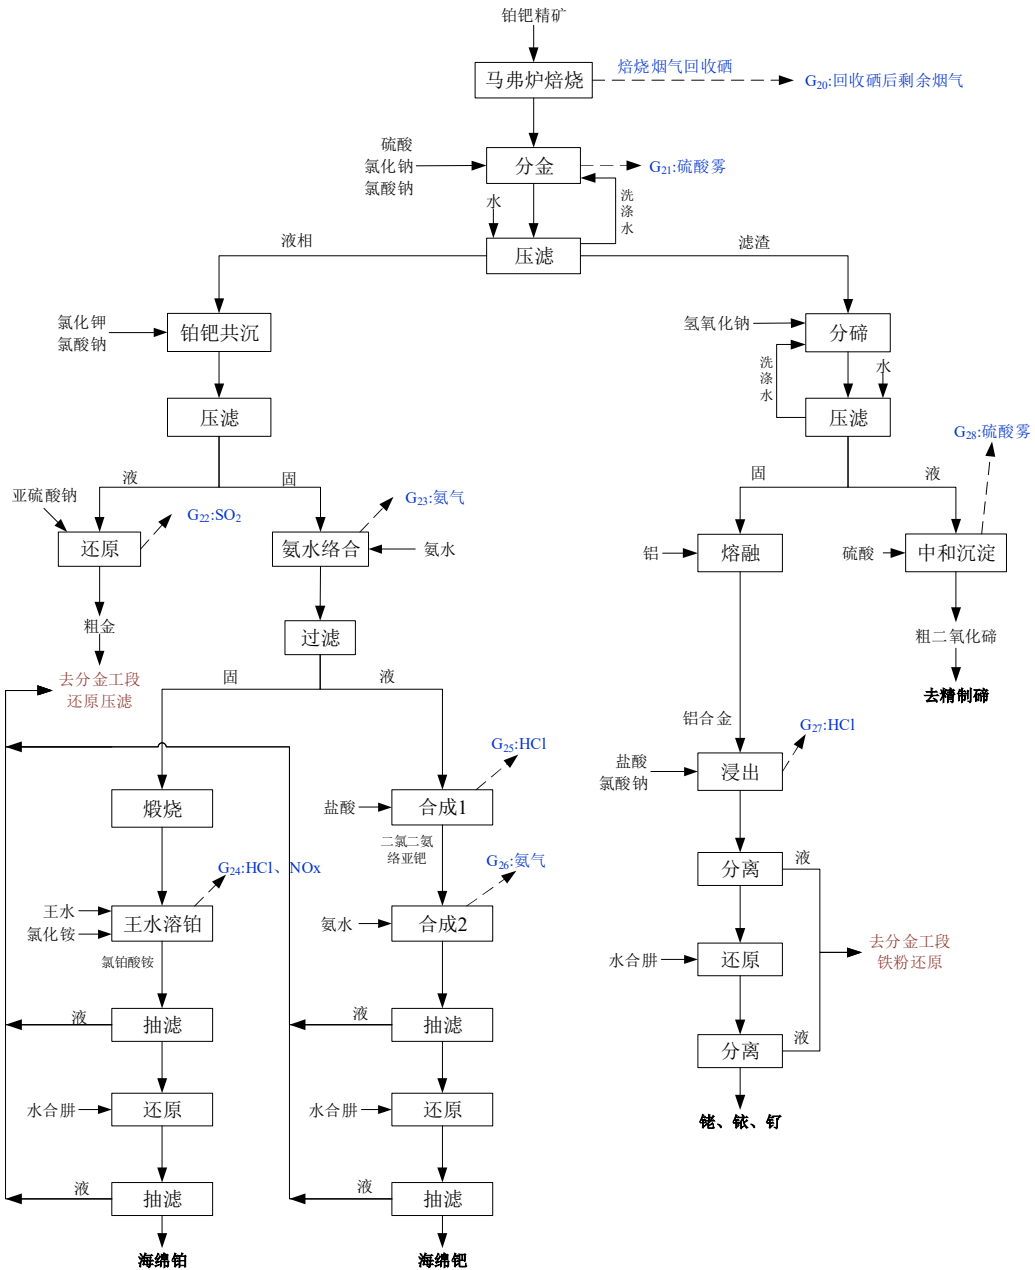 铂钯精矿
马弗炉焙烧
焙烧烟气回收硒
G20:回收硒后剩余烟气
硫酸
氯化钠
氯酸钠
分金
G21:硫酸雾
水
洗涤水
压滤
液相
滤渣
氯化钾
氯酸钠
铂钯共沉
氢氧化钠
分碲
洗涤水
水
压滤
压滤
G28:硫酸雾
液
固
固
液
亚硫酸钠
G22:SO2
G23:氨气
还原
氨水络合
氨水
铝
熔融
硫酸
中和沉淀
粗金
过滤
粗二氧化碲
去分金工段
还原压滤
固
液
去精制碲
铝合金
G27:HCl
G25:HCl
盐酸
氯酸钠
浸出
煅烧
盐酸
合成1
二氯二氨
络亚钯
G24:HCl、NOx
G26:氨气
分离
液
王水
氯化铵
王水溶铂
氨水
合成2
氯铂酸铵
水合肼
还原
去分金工段
铁粉还原
液
抽滤
液
抽滤
分离
液
水合肼
还原
水合肼
还原
铑、铱、钌
液
抽滤
液
抽滤
海绵铂
海绵钯